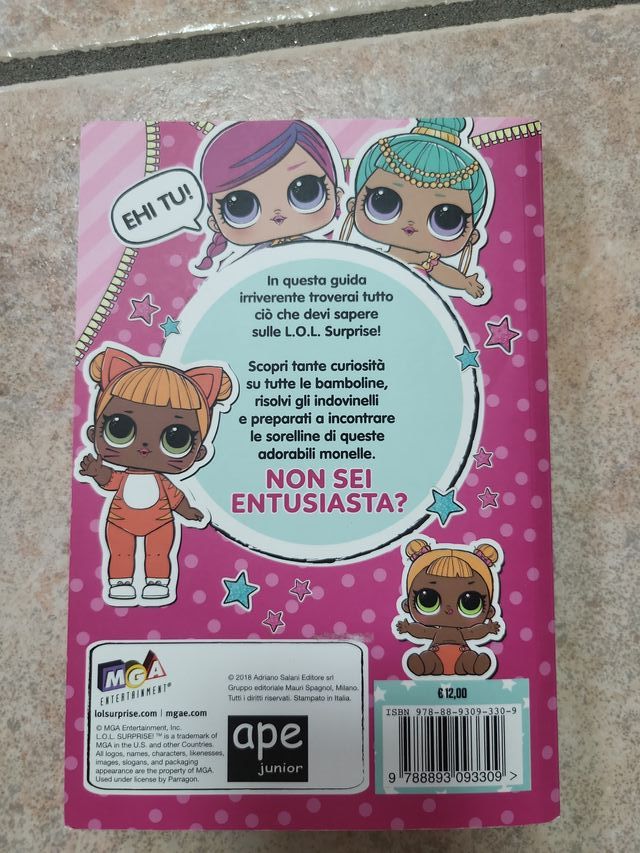 EHI TU!
In questa guida
irriverente troverai tutto
ciò che devi sapere
sulle L.O.L. Surprise!
Scopri tante curiosità
su tutte le bamboline,
risolvi gli indovinelli
e preparati a incontrare
le sorelline di queste
adorabili monelle.
NON SEI
ENTUSIASTA?
MGA
ENTERTAINMENT®
lolsurprise.com | mgae.com
© MGA Entertainment, Inc.
L.O.L. SURPRISE! ™ is a trademark of
MGA in the U.S. and other Countries.
All logos, names, characters, likenesses,
images, slogans, and packaging
appearance are the property of MGA.
Used under license by Parragon.
© 2018 Adriano Salani Editore srl
Gruppo editoriale Mauri Spagnol, Milano.
Tutti i diritti riservati. Stampato in Italia.
ape
junior
€ 12,00
ISBN 978-88-9309-330-9
9 788893 093309 >